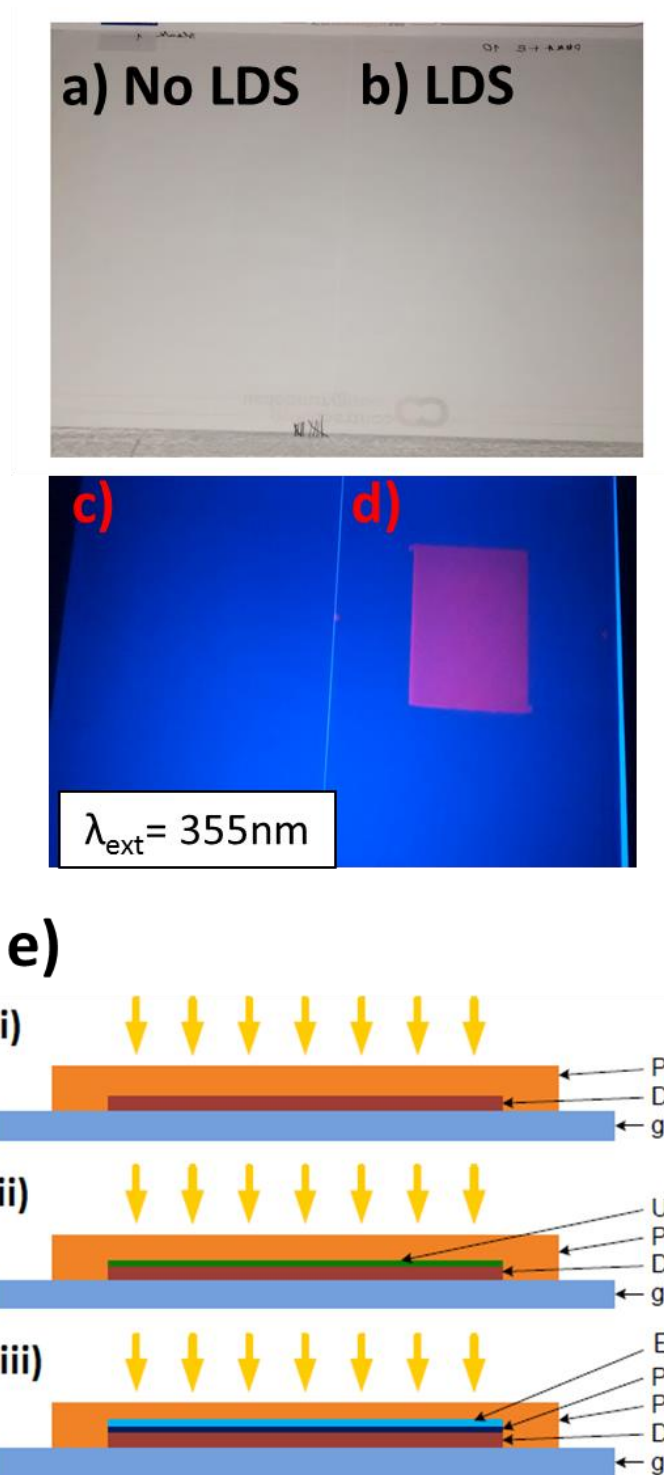 a) No LDS b) LDS
c) d)
λext= 355nm
e)
i)
P
D
g
ii)
U
P
D
g
iii)
E
P
P
D
g